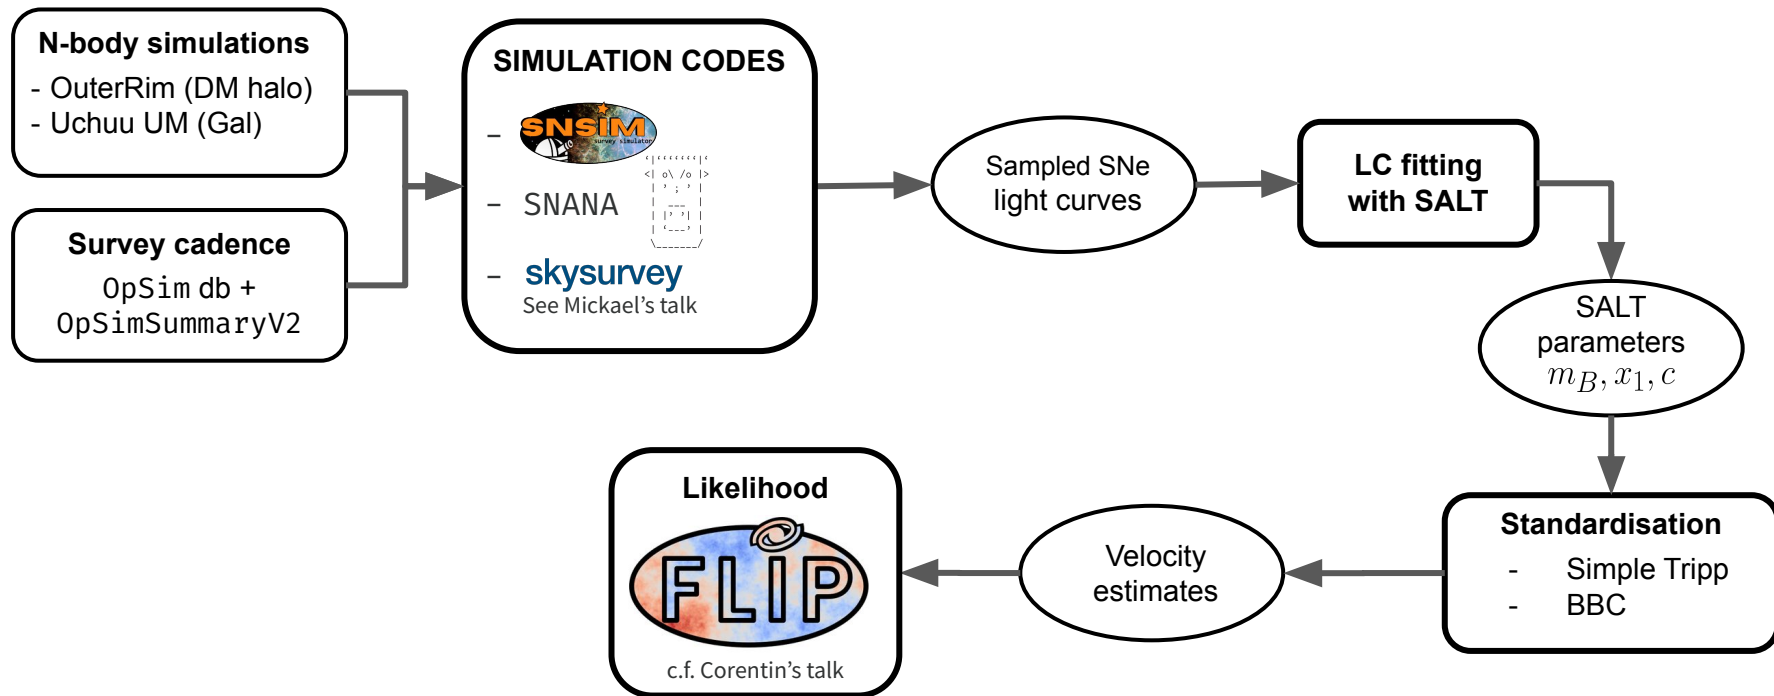 N-body simulations
- OuterRim (DM halo)
- Uchuu UM (Gal)
Survey cadence
OpSim db +
OpSimSummaryV2
SIMULATION CODES
- SNSIM
survey simulator
- SNANA
- skysurvey
See Mickael's talk
Sampled SNe
light curves
LC fitting
with SALT
SALT
parameters
m_B, x_1, c
Standardisation
- Simple Tripp
- BBC
Velocity
estimates
Likelihood
FLIP
c.f. Corentin's talk